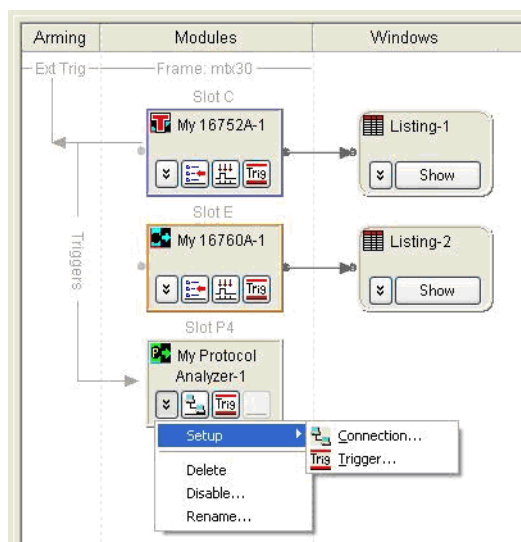 Arming Modules Windows
Ext Trig Frame: mtx30
Slot C
My 16752A-1 Listing-1
Trig Show
Slot E
My 16760A-1 Listing-2
Trig Show
Triggers
Slot P4
My Protocol
Analyzer-1
Trig
Setup Connection...
Trig Trigger...
Delete
Disable...
Rename...